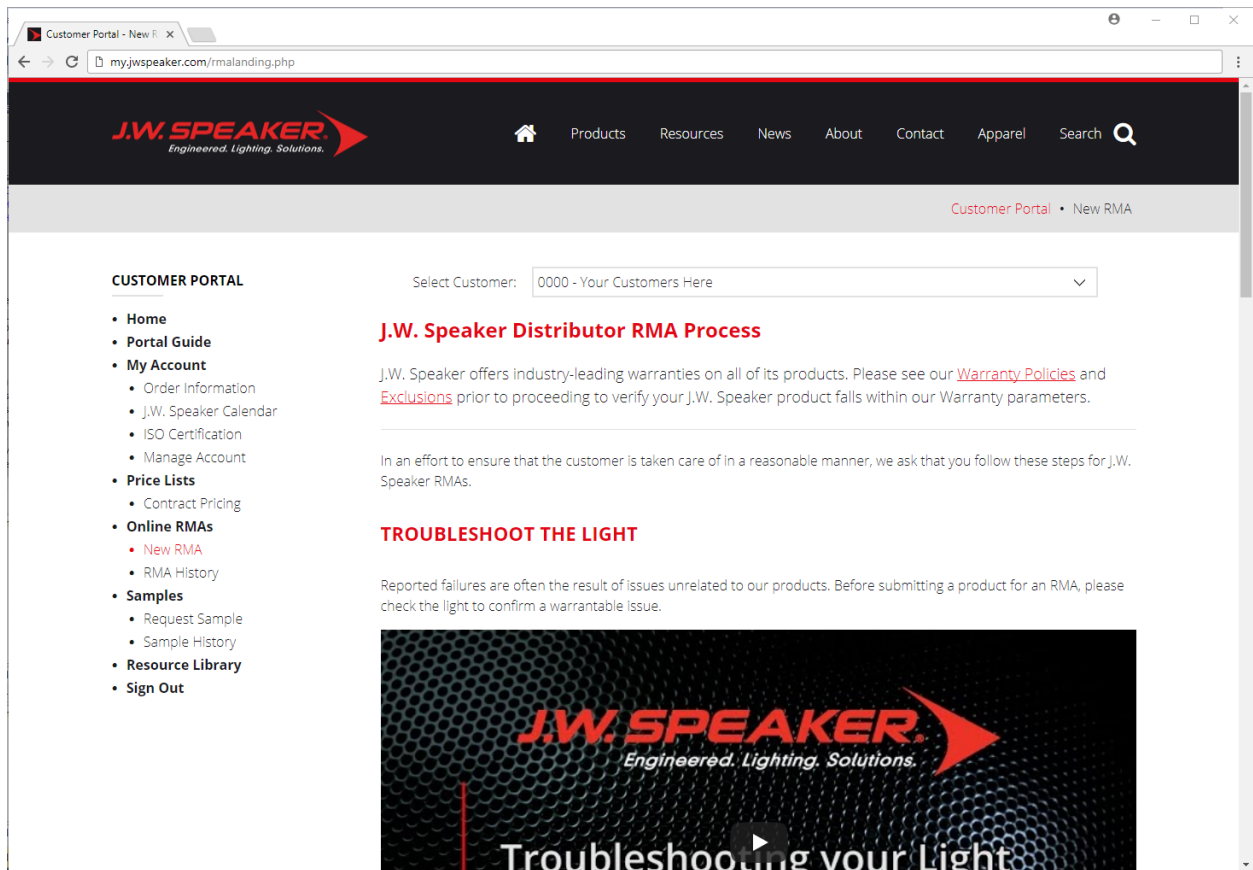 Customer Portal - New R
my.jwspeaker.com/rmalanding.php
J.W. SPEAKER®
Engineered. Lighting. Solutions.
Products Resources News About Contact Apparel Search
Customer Portal • New RMA
CUSTOMER PORTAL
• Home
• Portal Guide
• My Account
• Order Information
• J.W. Speaker Calendar
• ISO Certification
• Manage Account
• Price Lists
• Contract Pricing
• Online RMAs
• New RMA
• RMA History
• Samples
• Request Sample
• Sample History
• Resource Library
• Sign Out
Select Customer: 0000 - Your Customers Here
J.W. Speaker Distributor RMA Process
J.W. Speaker offers industry-leading warranties on all of its products. Please see our Warranty Policies and
Exclusions prior to proceeding to verify your J.W. Speaker product falls within our Warranty parameters.
In an effort to ensure that the customer is taken care of in a reasonable manner, we ask that you follow these steps for J.W.
Speaker RMAs.
TROUBLESHOOT THE LIGHT
Reported failures are often the result of issues unrelated to our products. Before submitting a product for an RMA, please
check the light to confirm a warrantable issue.
J.W. SPEAKER®
Engineered. Lighting. Solutions.
Troubleshooting your Light